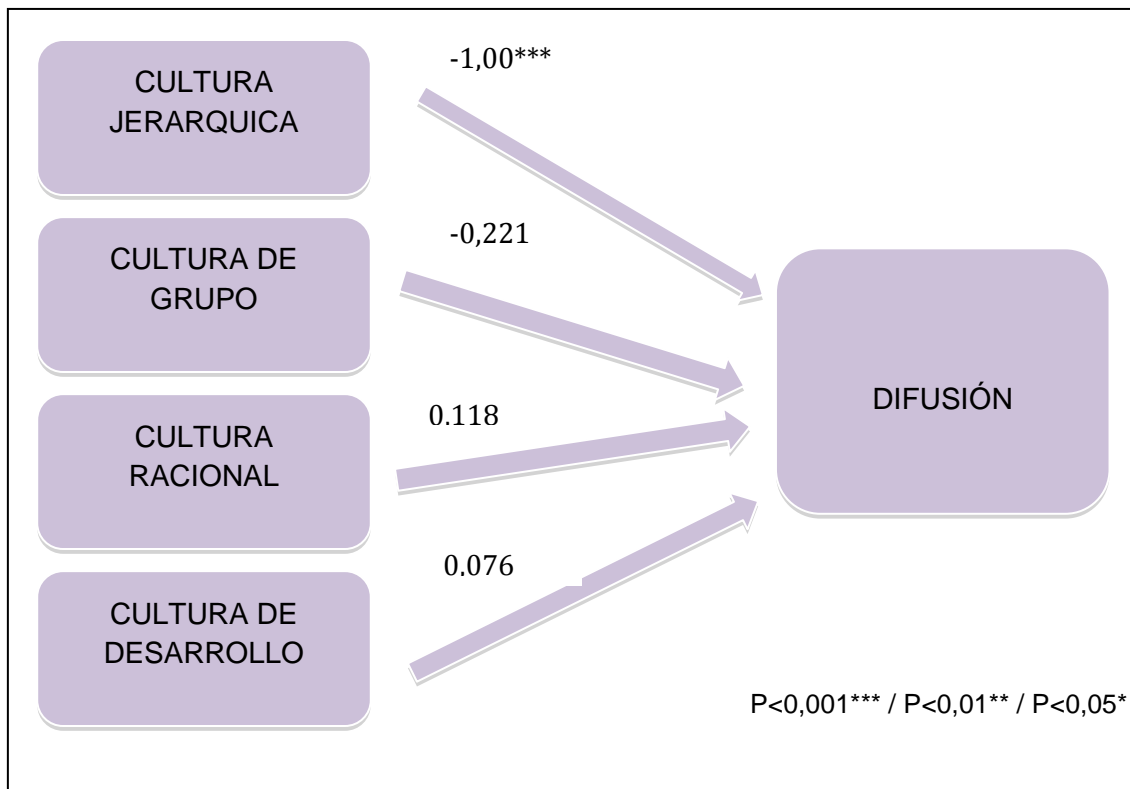 CULTURA
JERARQUICA
-1,00***
CULTURA DE
GRUPO
-0,221
CULTURA
RACIONAL
0.118
CULTURA DE
DESARROLLO
0.076
DIFUSIÓN
P<0,001*** / P<0,01** / P<0,05*